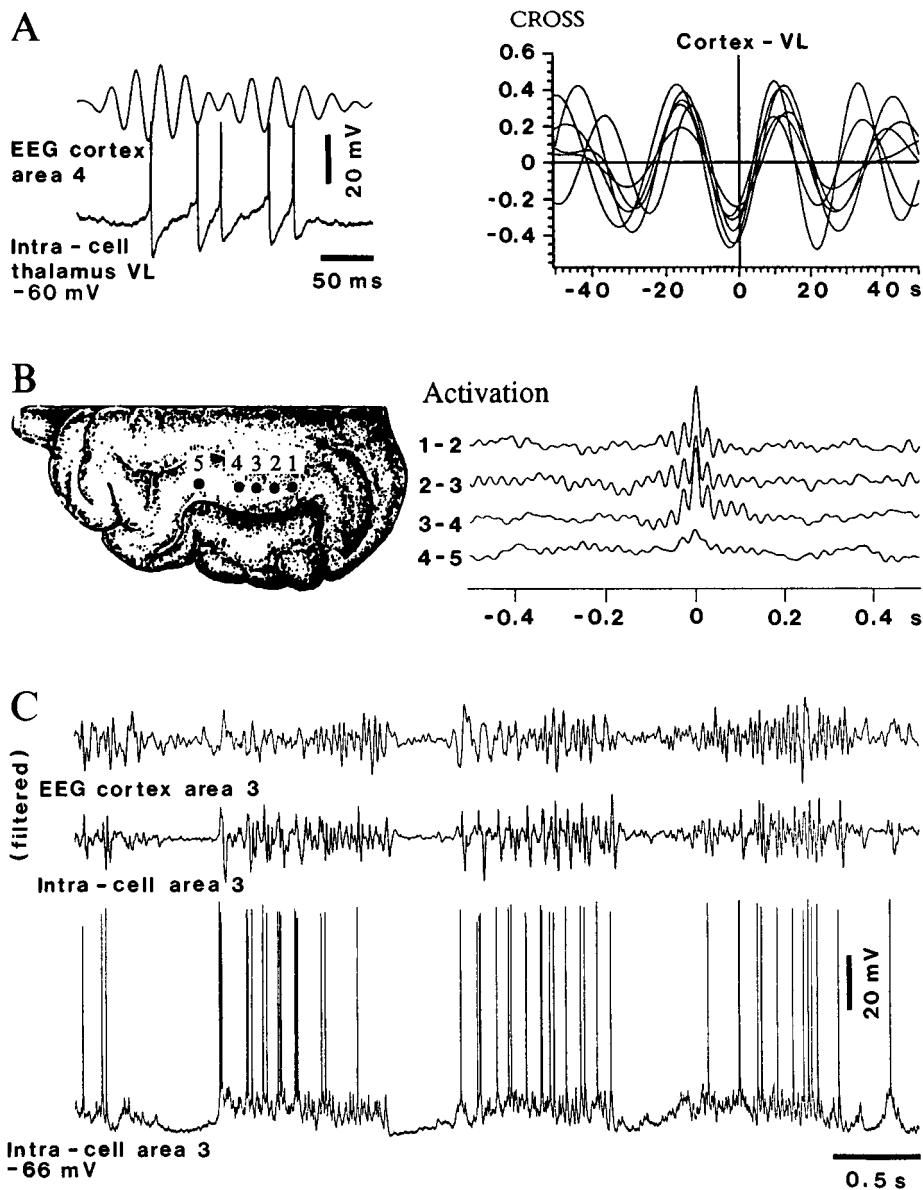 A
EEG cortex
area 4
20 mV
Intra-cell
thalamus VL
-60 mV
50 ms
CROSS
Cortex - VL
0.6
0.4
0.2
0
-0.2
-0.4
-40 -20 0 20 40 s
B
5 4 3 2 1
Activation
1-2
2-3
3-4
4-5
-0.4 -0.2 0 0.2 0.4 s
C
(filtered)
EEG cortex area 3
Intra-cell area 3
20 mV
Intra-cell area 3
-66 mV
0.5 s